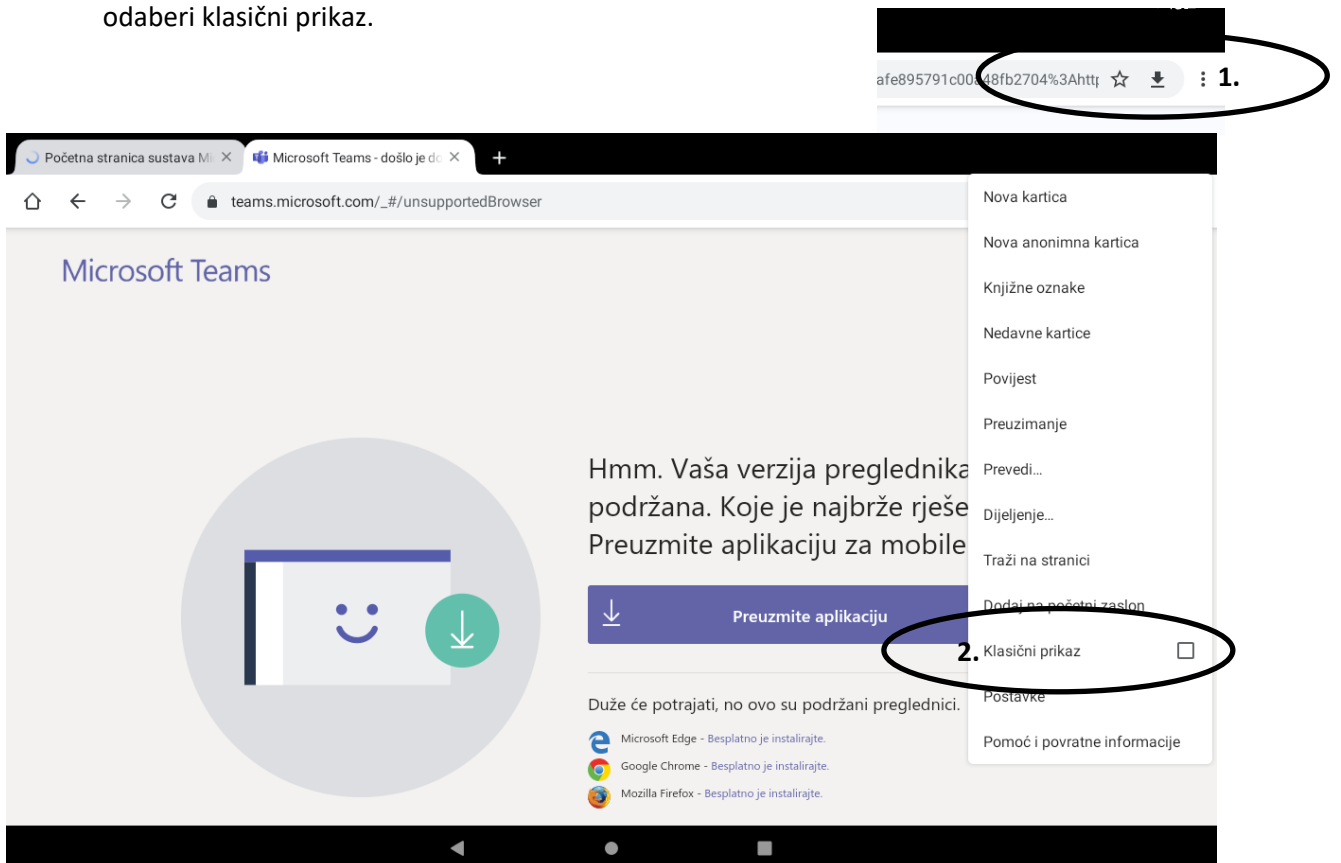 odaberi klasični prikaz.
afe895791c00a48fb2704%3Ahttp
1.
Početna stranica sustava Mi
Microsoft Teams - došlo je do
teams.microsoft.com/_#/unsupportedBrowser
Microsoft Teams
Nova kartica
Nova anonimna kartica
Knjižne oznake
Nedavne kartice
Povijest
Preuzimanje
Prevedi...
Dijeljenje...
Traži na stranici
Dodaj na početni zaslon
2.
Klasični prikaz
Postavke
Pomoć i povratne informacije
Hmm. Vaša verzija preglednika
podržana. Koje je najbrže rješe
Preuzmite aplikaciju za mobile
Preuzmite aplikaciju
Duže će potrajati, no ovo su podržani preglednici.
Microsoft Edge - Besplatno je instalirajte.
Google Chrome - Besplatno je instalirajte.
Mozilla Firefox - Besplatno je instalirajte.